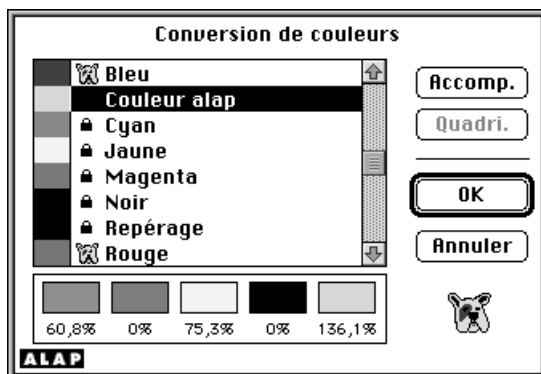 Conversion de couleurs
Bleu
Couleur alap
Cyan
Jaune
Magenta
Noir
Repérage
Rouge
Accomp.
Quadri.
OK
Annuler
60,8% 0% 75,3% 0% 136,1%
ALAP